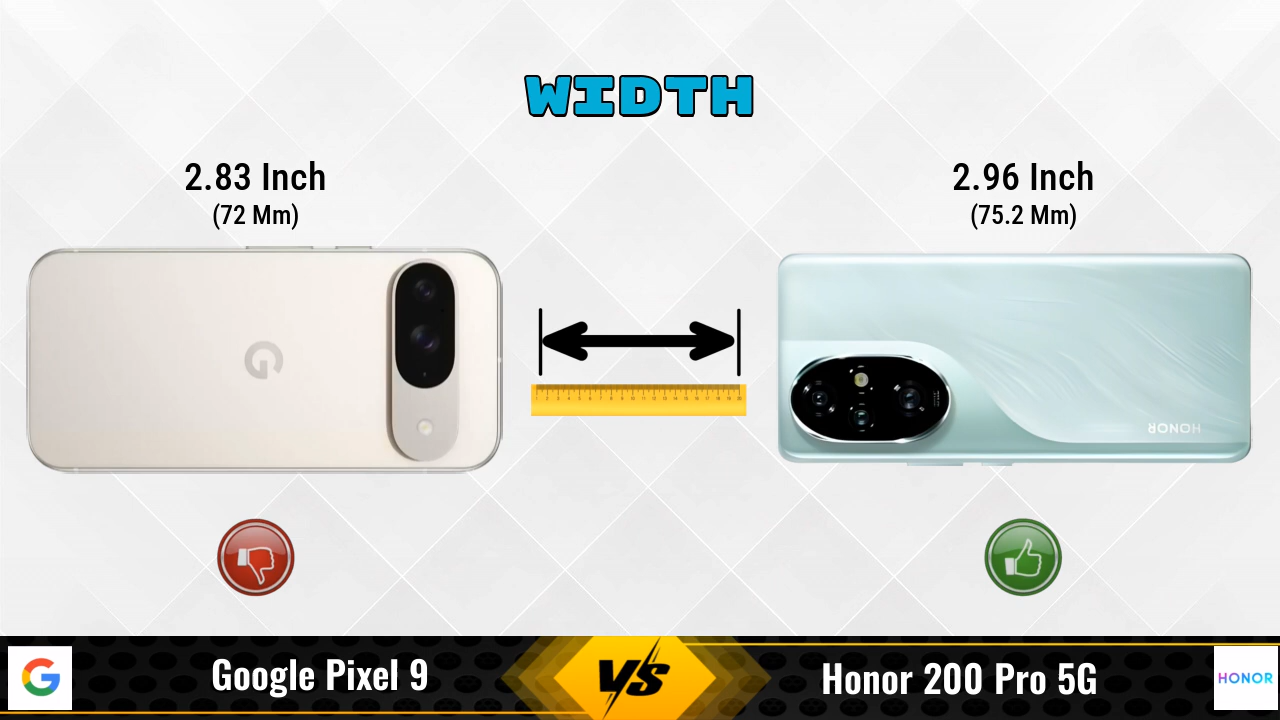 WIDTH
2.83 Inch
(72 Mm)
2.96 Inch
(75.2 Mm)
HONOR
Google Pixel 9
VS
Honor 200 Pro 5G
HONOR